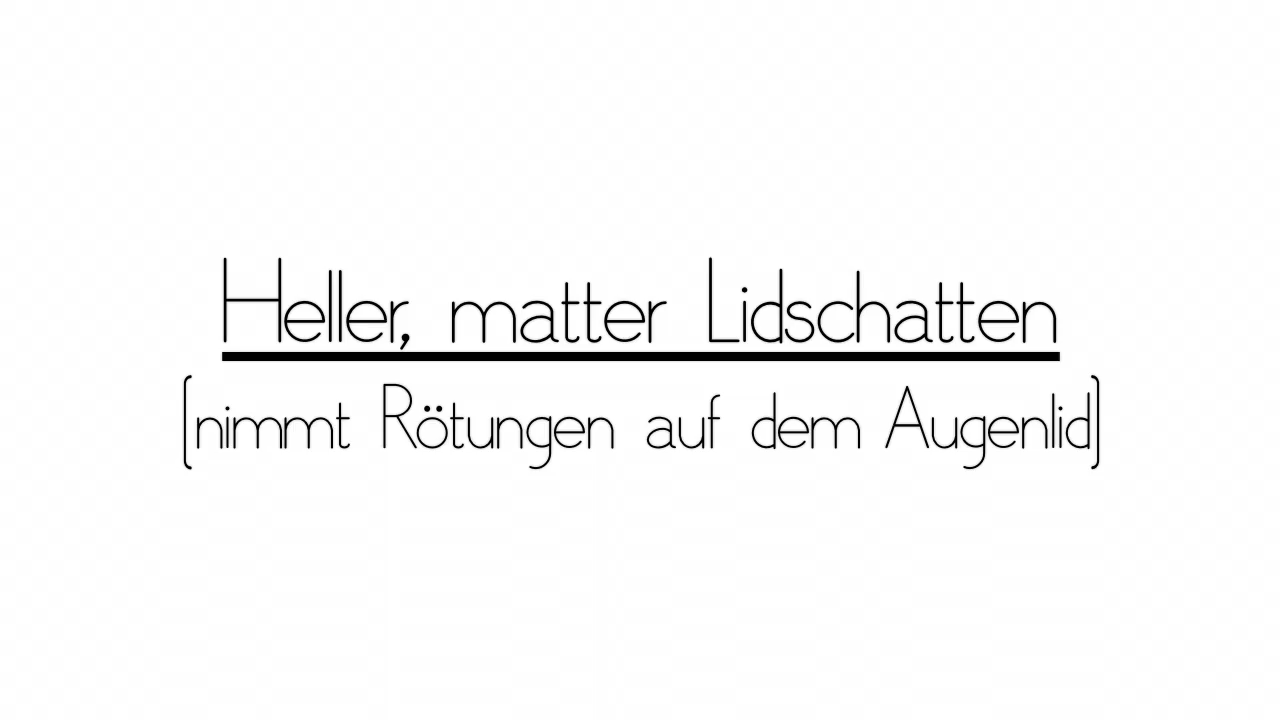 Heller, matter Lidschatten
(nimmt Rötungen auf dem Augenlid)